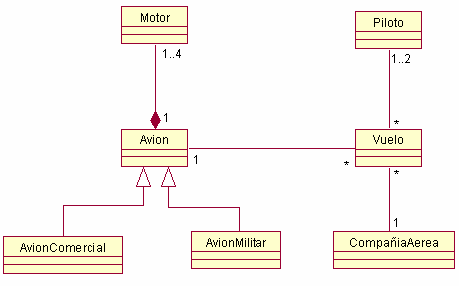 Motor
Piloto
1..4
1..2
1
*
Avion
Vuelo
1
*
*
1
AvionComercial
AvionMilitar
CompañiaAerea